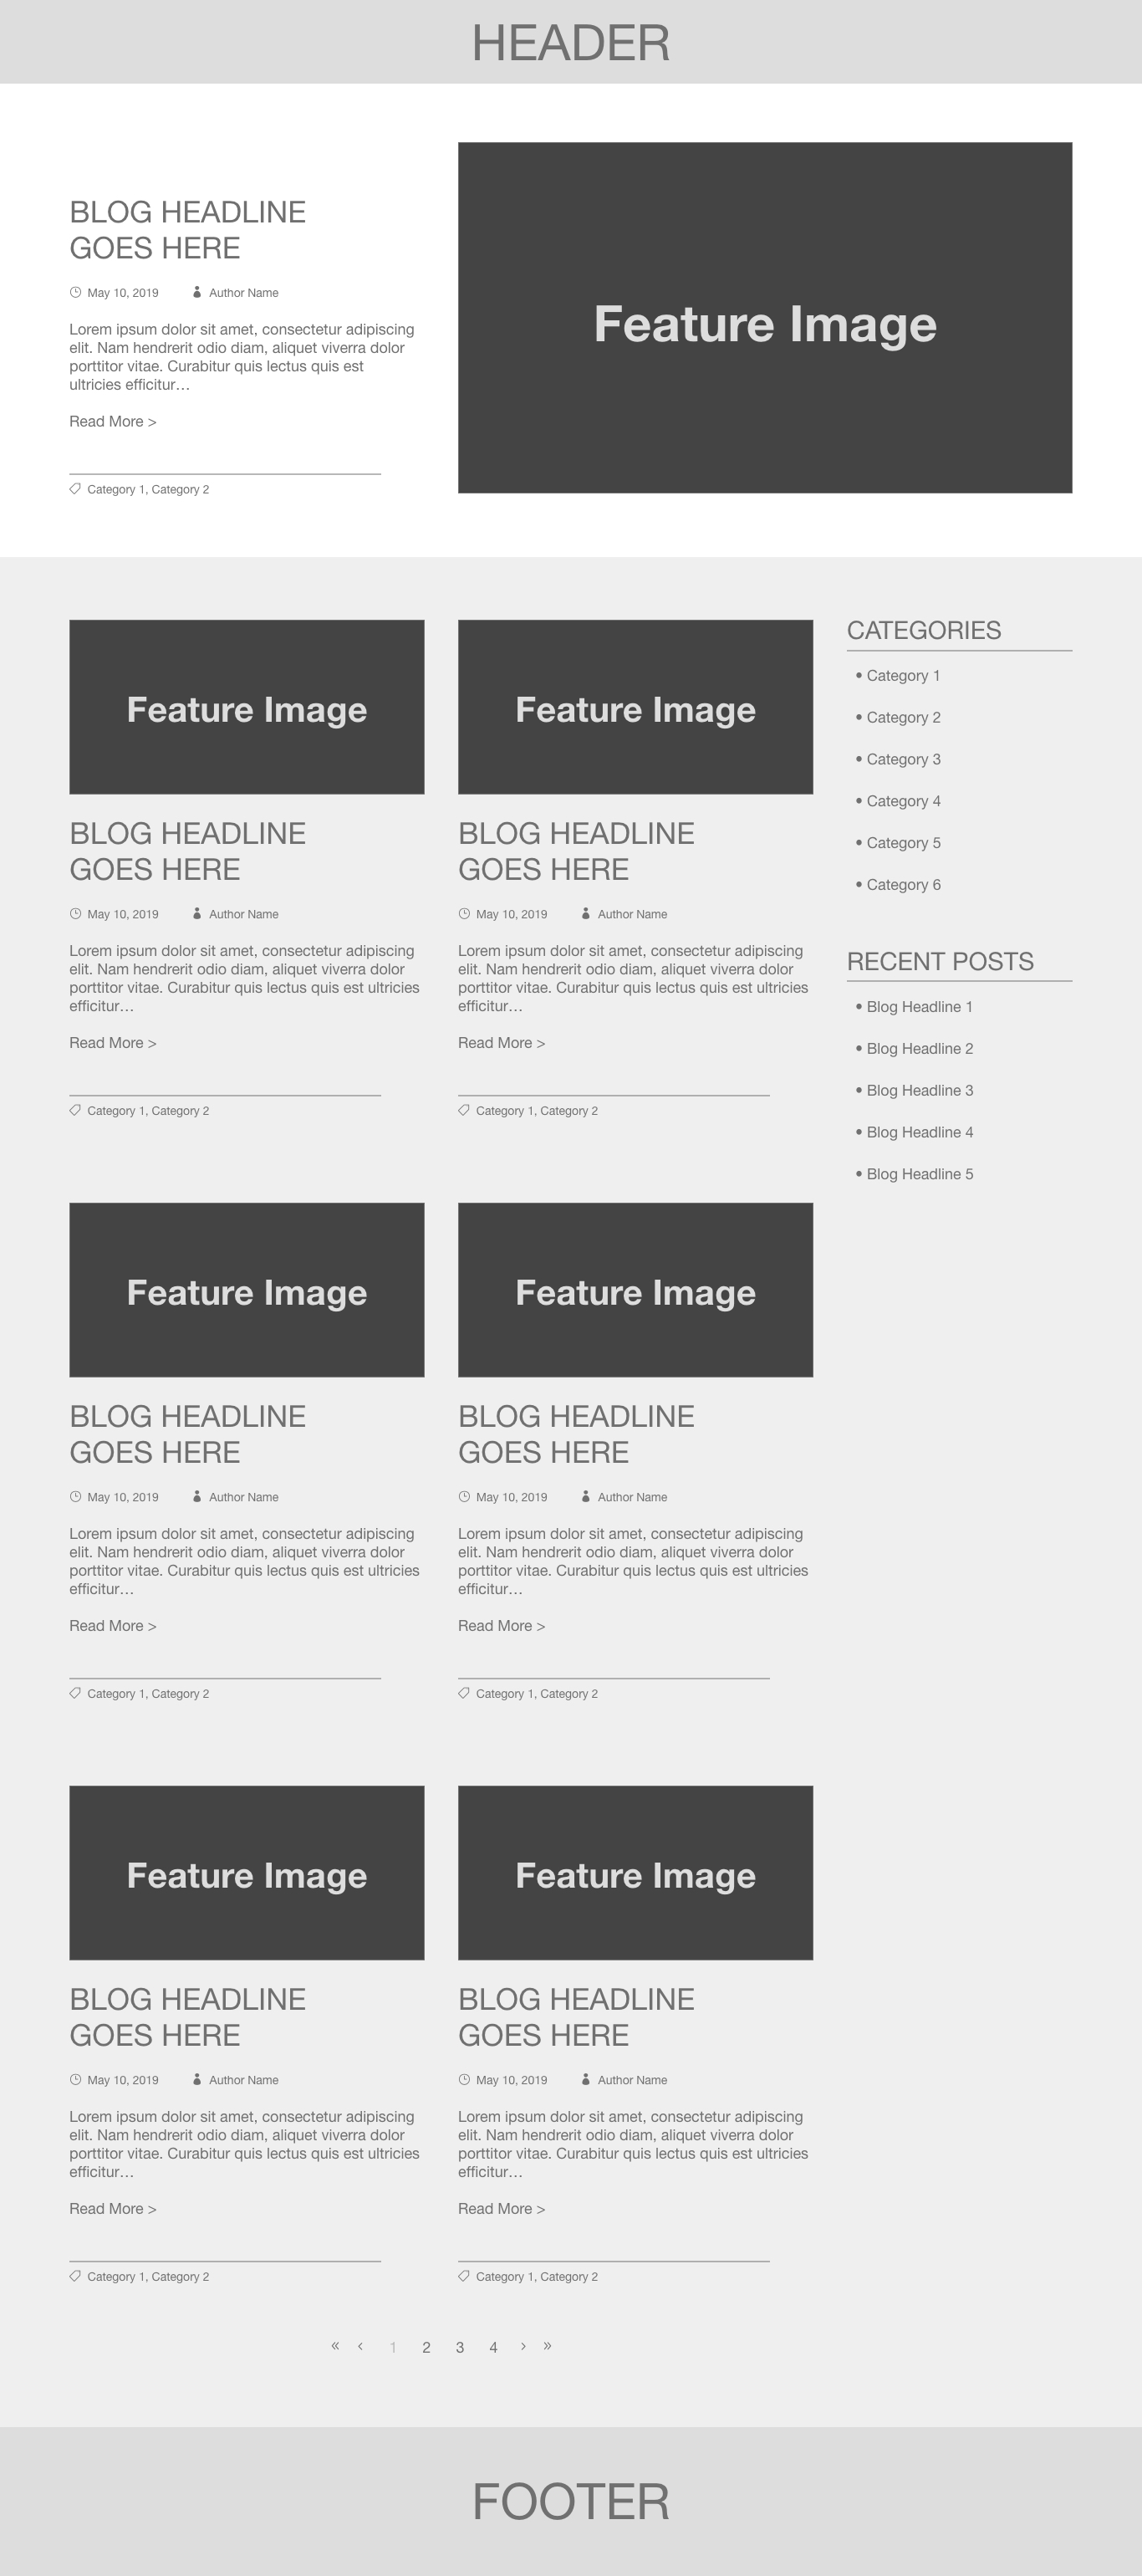 HEADER
BLOG HEADLINE
GOES HERE
May 10, 2019 Author Name
Lorem ipsum dolor sit amet, consectetur adipiscing
elit. Nam hendrerit odio diam, aliquet viverra dolor
porttitor vitae. Curabitur quis lectus quis est
ultricies efficitur…
Read More >
Category 1, Category 2
Feature Image
Feature Image
BLOG HEADLINE
GOES HERE
May 10, 2019 Author Name
Lorem ipsum dolor sit amet, consectetur adipiscing
elit. Nam hendrerit odio diam, aliquet viverra dolor
porttitor vitae. Curabitur quis lectus quis est ultricies
efficitur…
Read More >
Category 1, Category 2
Feature Image
BLOG HEADLINE
GOES HERE
May 10, 2019 Author Name
Lorem ipsum dolor sit amet, consectetur adipiscing
elit. Nam hendrerit odio diam, aliquet viverra dolor
porttitor vitae. Curabitur quis lectus quis est ultricies
efficitur…
Read More >
Category 1, Category 2
Feature Image
BLOG HEADLINE
GOES HERE
May 10, 2019 Author Name
Lorem ipsum dolor sit amet, consectetur adipiscing
elit. Nam hendrerit odio diam, aliquet viverra dolor
porttitor vitae. Curabitur quis lectus quis est ultricies
efficitur…
Read More >
Category 1, Category 2
Feature Image
BLOG HEADLINE
GOES HERE
May 10, 2019 Author Name
Lorem ipsum dolor sit amet, consectetur adipiscing
elit. Nam hendrerit odio diam, aliquet viverra dolor
porttitor vitae. Curabitur quis lectus quis est ultricies
efficitur…
Read More >
Category 1, Category 2
Feature Image
BLOG HEADLINE
GOES HERE
May 10, 2019 Author Name
Lorem ipsum dolor sit amet, consectetur adipiscing
elit. Nam hendrerit odio diam, aliquet viverra dolor
porttitor vitae. Curabitur quis lectus quis est ultricies
efficitur…
Read More >
Category 1, Category 2
Feature Image
BLOG HEADLINE
GOES HERE
May 10, 2019 Author Name
Lorem ipsum dolor sit amet, consectetur adipiscing
elit. Nam hendrerit odio diam, aliquet viverra dolor
porttitor vitae. Curabitur quis lectus quis est ultricies
efficitur…
Read More >
Category 1, Category 2
« ‹ 1 2 3 4 › »
CATEGORIES
• Category 1
• Category 2
• Category 3
• Category 4
• Category 5
• Category 6
RECENT POSTS
• Blog Headline 1
• Blog Headline 2
• Blog Headline 3
• Blog Headline 4
• Blog Headline 5
FOOTER